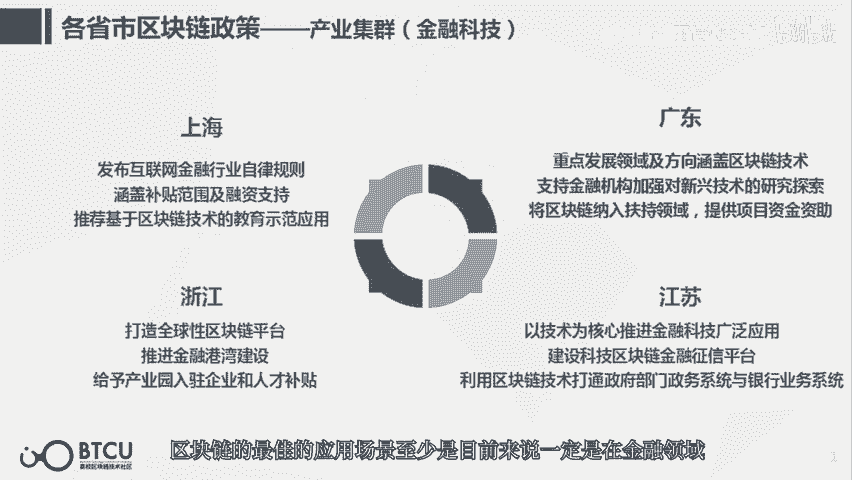 各省市区块链政策——产业集群（金融科技）
上海
发布互联网金融行业自律规则
涵盖补贴范围及融资支持
推荐基于区块链技术的教育示范应用
广东
重点发展领域及方向涵盖区块链技术
支持金融机构加强对新兴技术的研究探索
将区块链纳入扶持领域，提供项目资金资助
浙江
打造全球性区块链平台
推进金融港湾建设
给予产业园入驻企业和人才补贴
江苏
以技术为核心推进金融科技广泛应用
建设科技区块链金融征信平台
利用区块链技术打通政府部门政务系统与银行业务系统
BTCU
高校区块链技术社区
区块链的最佳的应用场景至少是目前来说一定是在金融领域
1